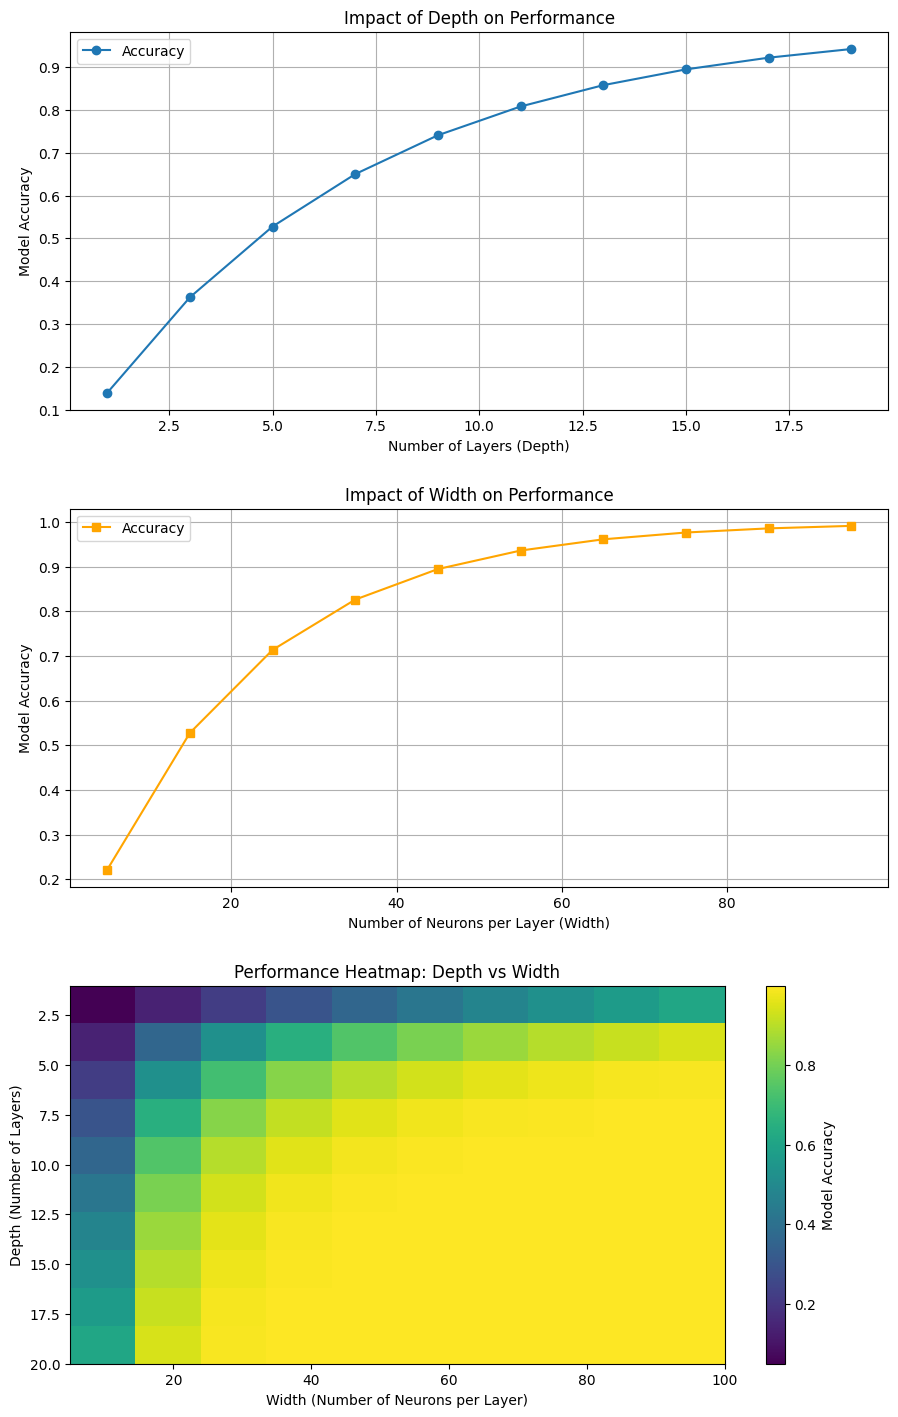 Impact of Depth on Performance
Accuracy
0.9
0.8
0.7
0.6
0.5
0.4
0.3
0.2
0.1
Model Accuracy
2.5 5.0 7.5 10.0 12.5 15.0 17.5
Number of Layers (Depth)
Impact of Width on Performance
Accuracy
1.0
0.9
0.8
0.7
0.6
0.5
0.4
0.3
0.2
Model Accuracy
20 40 60 80
Number of Neurons per Layer (Width)
Performance Heatmap: Depth vs Width
2.5
5.0
7.5
10.0
12.5
15.0
17.5
20.0
Depth (Number of Layers)
20 40 60 80 100
Width (Number of Neurons per Layer)
0.8
0.6
0.4
0.2
Model Accuracy